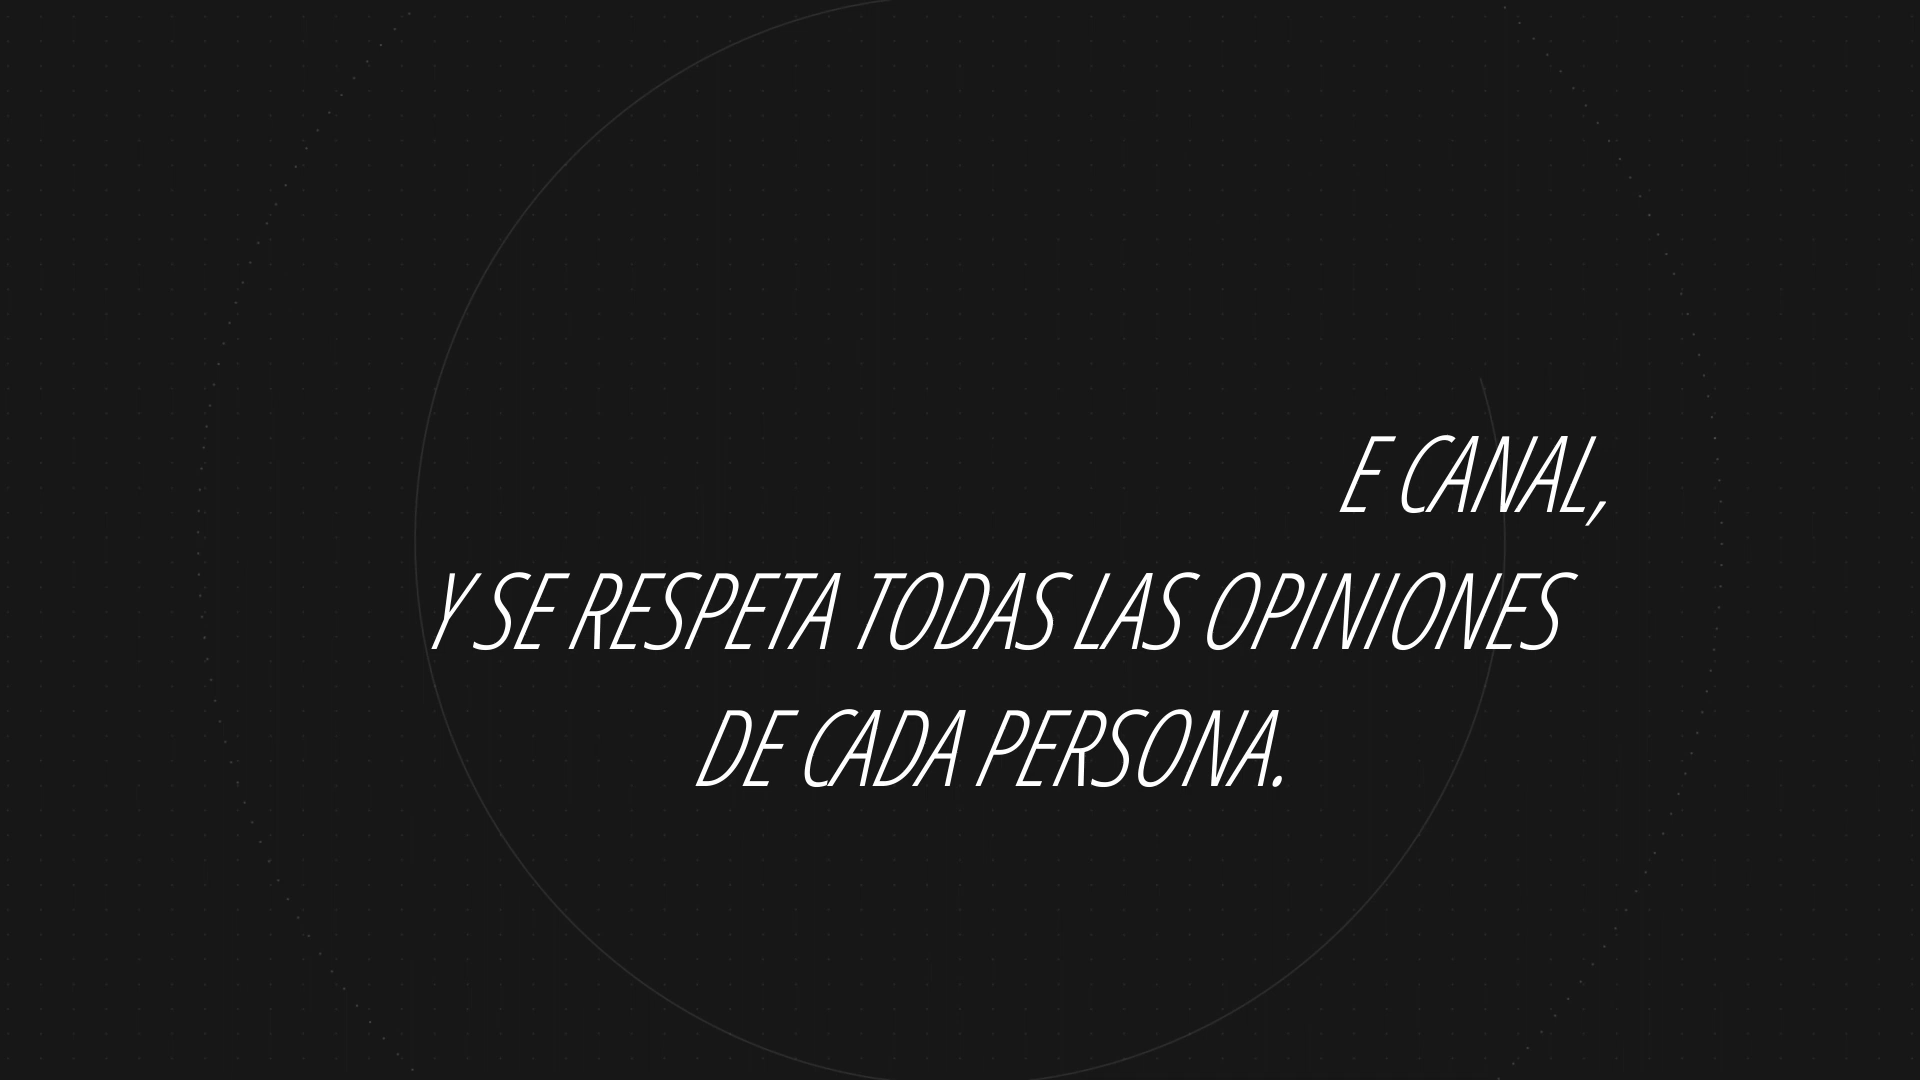 E CANAL,
Y SE RESPETA TODAS LAS OPINIONES
DE CADA PERSONA.